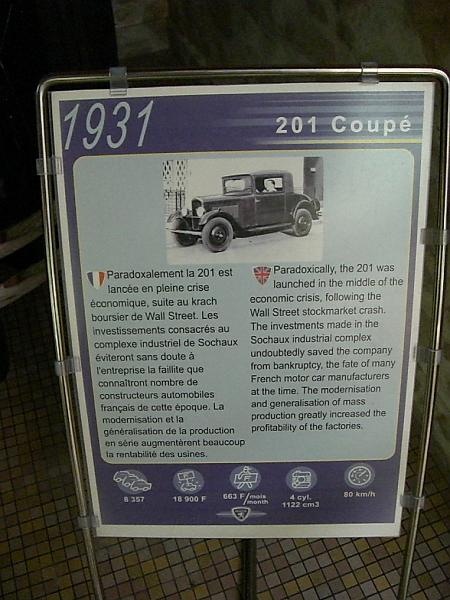 1931
201 Coupé
Paradoxalement la 201 est
lancée en pleine crise
économique, suite au krach
boursier de Wall Street. Les
investissements consacrés au
complexe industriel de Sochaux
éviteront sans doute à
l'entreprise la faillite que
connaîtront nombre de
constructeurs automobiles
français de cette époque. La
modernisation et la
généralisation de la production
en série augmentèrent beaucoup
la rentabilité des usines.
Paradoxically, the 201 was
launched in the middle of the
economic crisis, following the
Wall Street stockmarket crash.
The investments made in the
Sochaux industrial complex
undoubtedly saved the company
from bankruptcy, the fate of many
French motor car manufacturers
at the time. The modernisation
and generalisation of mass
production greatly increased the
profitability of the factories.
8 357
18 900 F
663 F/mois
/month
4 cyl.
1122 cm3
80 km/h